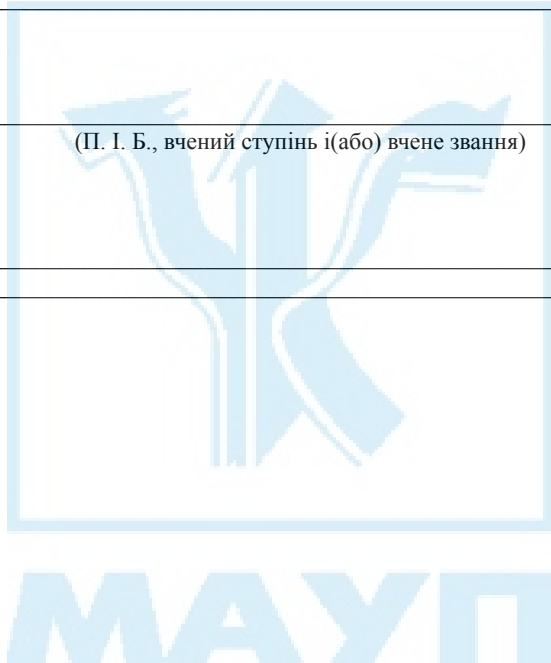 (П. І. Б., вчений ступінь і(або) вчене звання)
МАУП